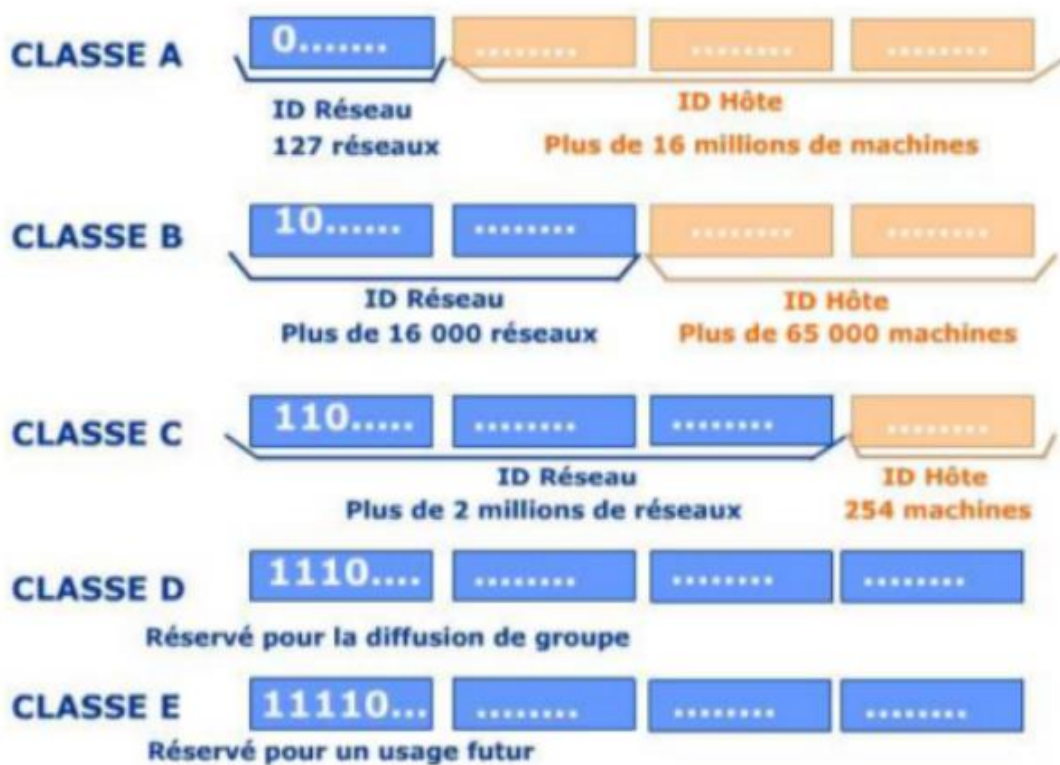 CLASSE A 0....... ........ ........ ........
ID Réseau ID Hôte
127 réseaux Plus de 16 millions de machines
CLASSE B 10...... ........ ........ ........
ID Réseau ID Hôte
Plus de 16 000 réseaux Plus de 65 000 machines
CLASSE C 110..... ........ ........ ........
ID Réseau ID Hôte
Plus de 2 millions de réseaux 254 machines
CLASSE D 1110.... ........ ........ ........
Réservé pour la diffusion de groupe
CLASSE E 11110... ........ ........ ........
Réservé pour un usage futur